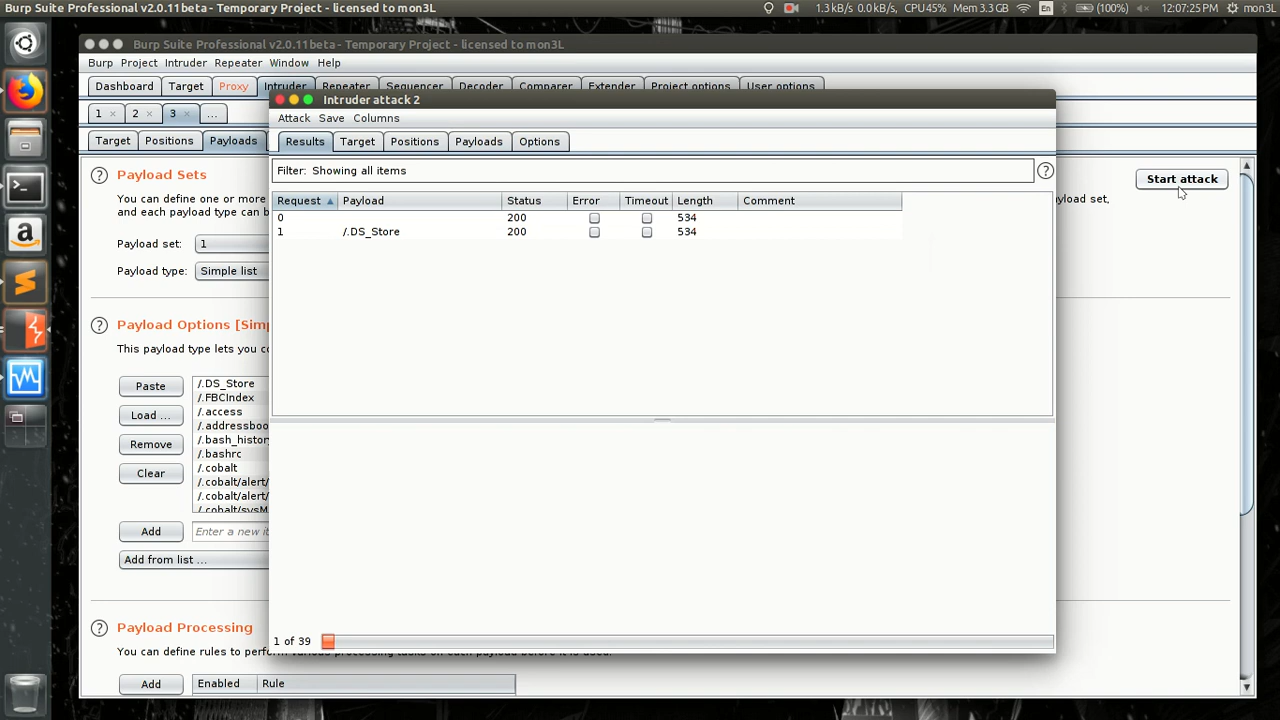 Burp Suite Professional v2.0.11beta - Temporary Project - licensed to mon3L
1.3kB/s 0.0 kB/s, CPU45% Mem 3.3 GB En (100%) 12:07:25 PM mon3L
Burp Suite Professional v2.0.11beta - Temporary Project - licensed to mon3L
Burp Project Intruder Repeater Window Help
Dashboard Target Proxy Intruder Repeater Sequencer Decoder Comparer Extender Project options User options
Intruder attack 2
1 × 2 × 3 × ...
Attack Save Columns
Target Positions Payloads
Results Target Positions Payloads Options
Payload Sets
Start attack
Filter: Showing all items
?
You can define one or more
yload set,
and each payload type can b
Request Payload Status Error Timeout Length Comment
0 200 534
1 /.DS_Store 200 534
Payload set: 1
Payload type: Simple list
Payload Options [Sim
This payload type lets you co
Paste
Load ...
Remove
Clear
/.DS_Store
/.FBCIndex
/.access
/.addressboo
/.bash_history
/.bashrc
/.cobalt
/.cobalt/alert/
/.cobalt/alert/
/.cobalt/sysM
Add Enter a new it
Add from list ...
Payload Processing
1 of 39
You can define rules to perform various processing tasks on each payload before it is used.
Add Enabled Rule